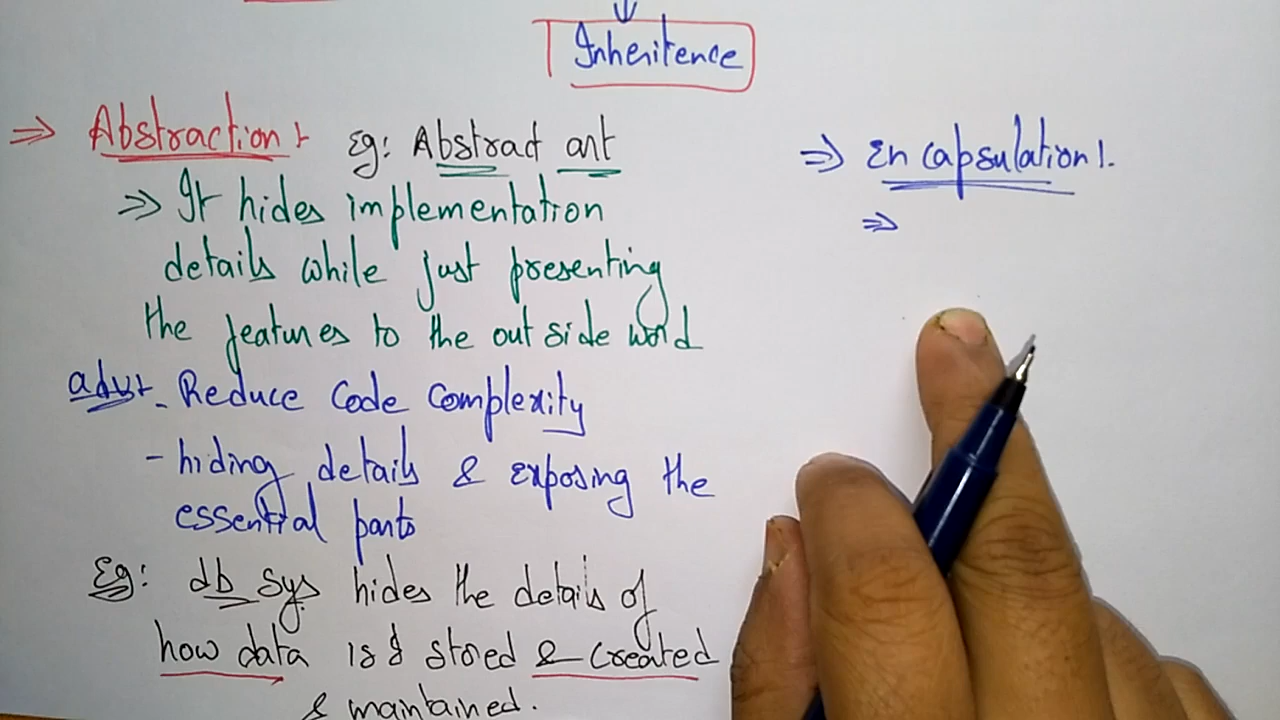 Inheritence
⇒ Abstraction :- Eg: Abstract art
⇒ It hides implementation
details while just presenting
the features to the out side word
adv:- - Reduce Code Complexity
- hiding details & exposing the
essential parts
Eg: db sys hides the details of
how data is & stored & created
& maintained.
⇒ Encapsulation :-
⇒